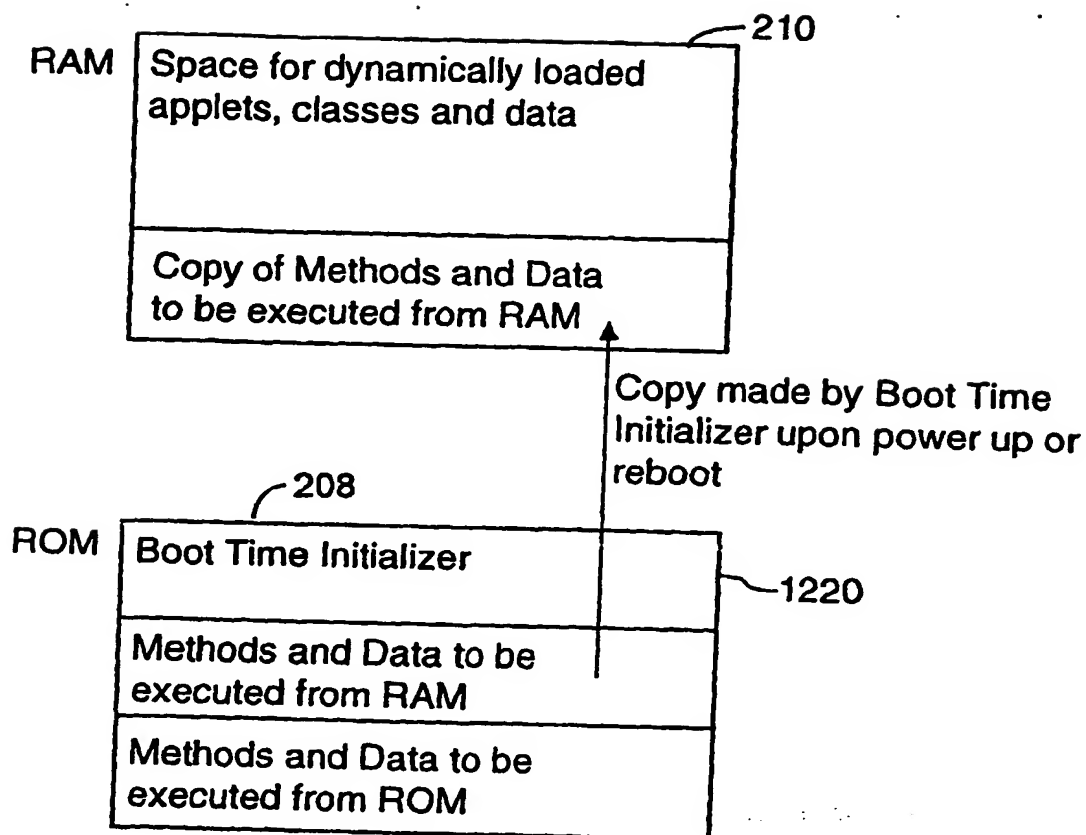 210
RAM
Space for dynamically loaded
applets, classes and data
Copy of Methods and Data
to be executed from RAM
Copy made by Boot Time
Initializer upon power up or
reboot
208
ROM
Boot Time Initializer
1220
Methods and Data to be
executed from RAM
Methods and Data to be
executed from ROM